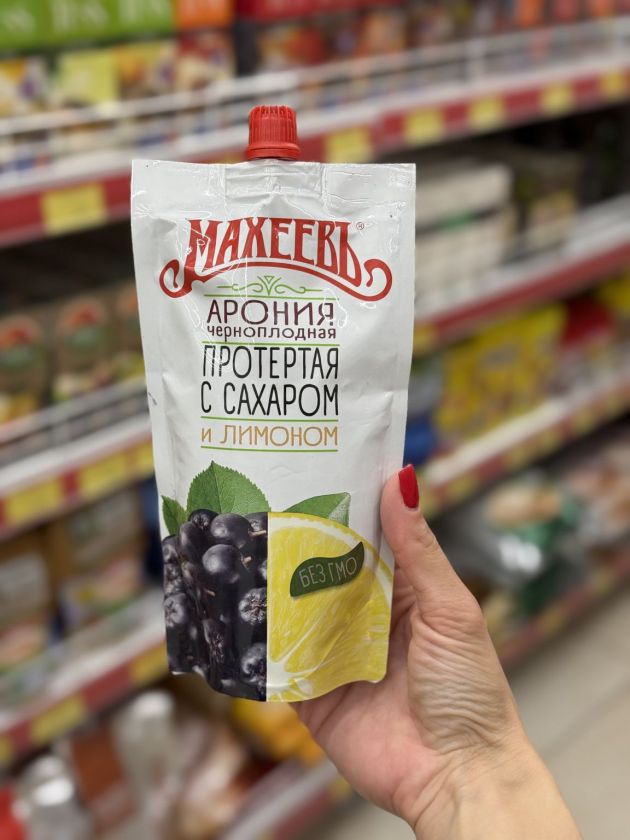 МАХЕЕВЪ®
АРОНИЯ
черноплодная
ПРОТЕРТАЯ
С САХАРОМ
и ЛИМОНОМ
БЕЗ ГМО